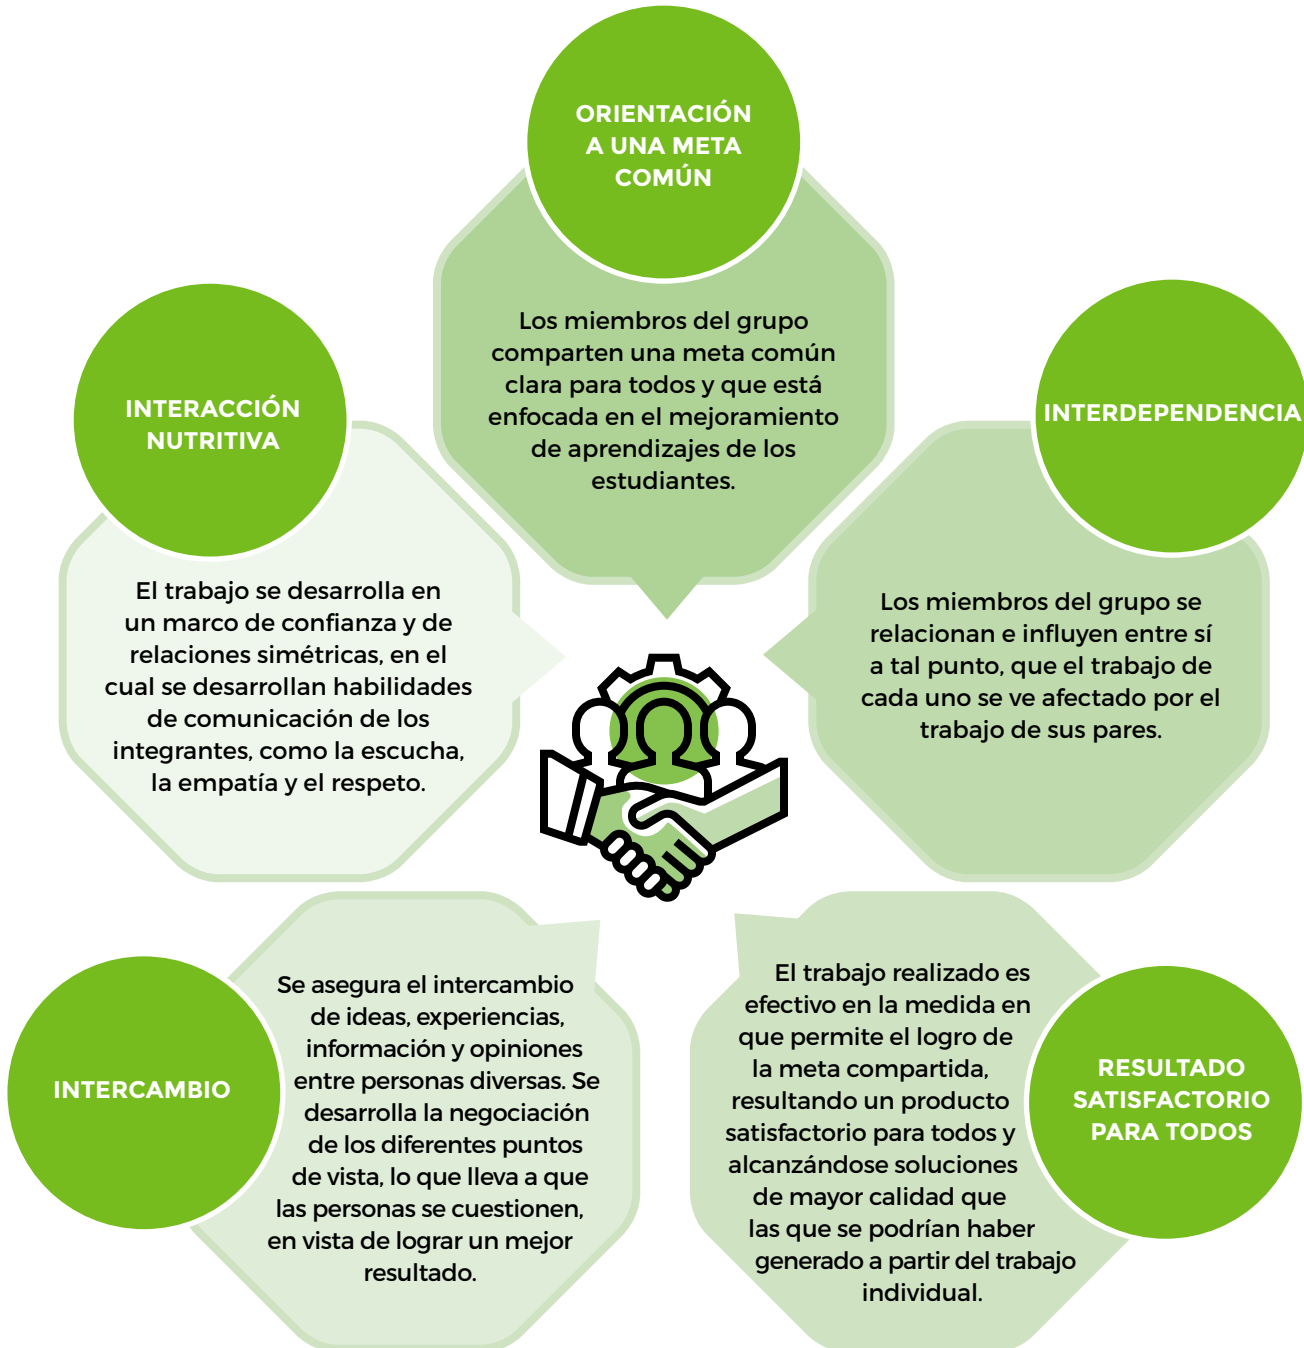 ORIENTACIÓN
A UNA META
COMÚN
Los miembros del grupo
comparten una meta común
clara para todos y que está
enfocada en el mejoramiento
de aprendizajes de los
estudiantes.
INTERACCIÓN
NUTRITIVA
El trabajo se desarrolla en
un marco de confianza y de
relaciones simétricas, en el
cual se desarrollan habilidades
de comunicación de los
integrantes, como la escucha,
la empatía y el respeto.
INTERDEPENDENCIA
Los miembros del grupo se
relacionan e influyen entre sí
a tal punto, que el trabajo de
cada uno se ve afectado por el
trabajo de sus pares.
INTERCAMBIO
Se asegura el intercambio
de ideas, experiencias,
información y opiniones
entre personas diversas. Se
desarrolla la negociación
de los diferentes puntos
de vista, lo que lleva a que
las personas se cuestionen,
en vista de lograr un mejor
resultado.
El trabajo realizado es
efectivo en la medida en
que permite el logro de
la meta compartida,
resultando un producto
satisfactorio para todos y
alcanzándose soluciones
de mayor calidad que
las que se podrían haber
generado a partir del trabajo
individual.
RESULTADO
SATISFACTORIO
PARA TODOS